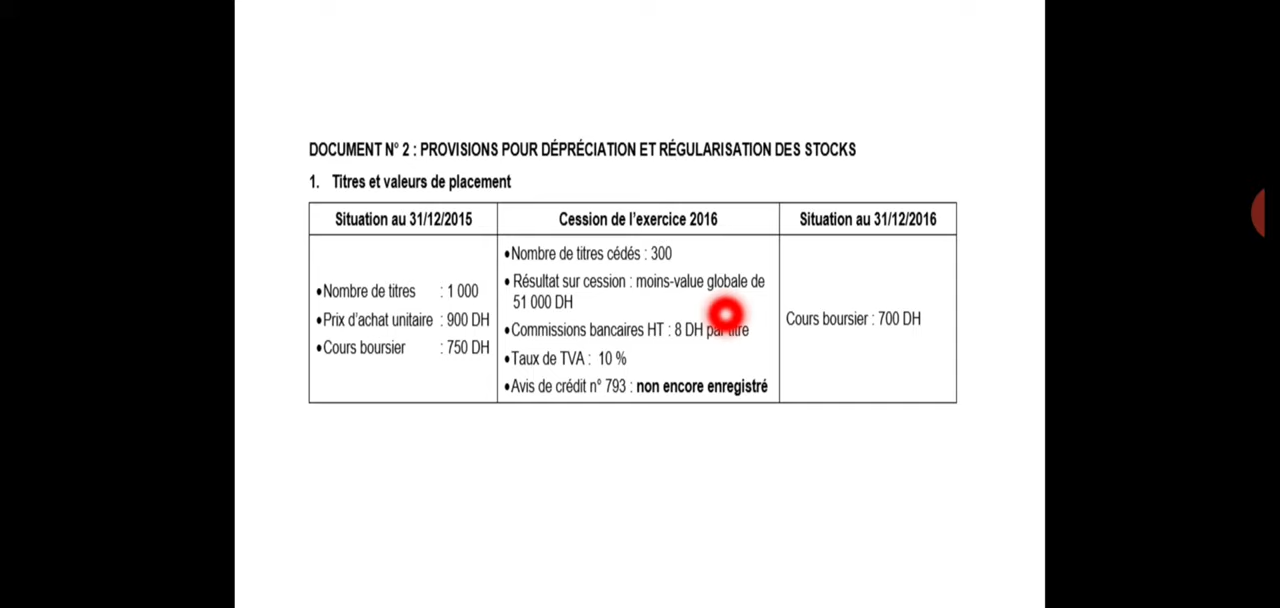 DOCUMENT N° 2 : PROVISIONS POUR DÉPRÉCIATION ET RÉGULARISATION DES STOCKS
1. Titres et valeurs de placement
Situation au 31/12/2015
•Nombre de titres : 1 000
•Prix d'achat unitaire : 900 DH
•Cours boursier : 750 DH
Cession de l'exercice 2016
•Nombre de titres cédés : 300
• Résultat sur cession : moins-value globale de
51 000 DH
•Commissions bancaires HT : 8 DH par titre
•Taux de TVA : 10 %
•Avis de crédit n° 793 : non encore enregistré
Situation au 31/12/2016
Cours boursier : 700 DH